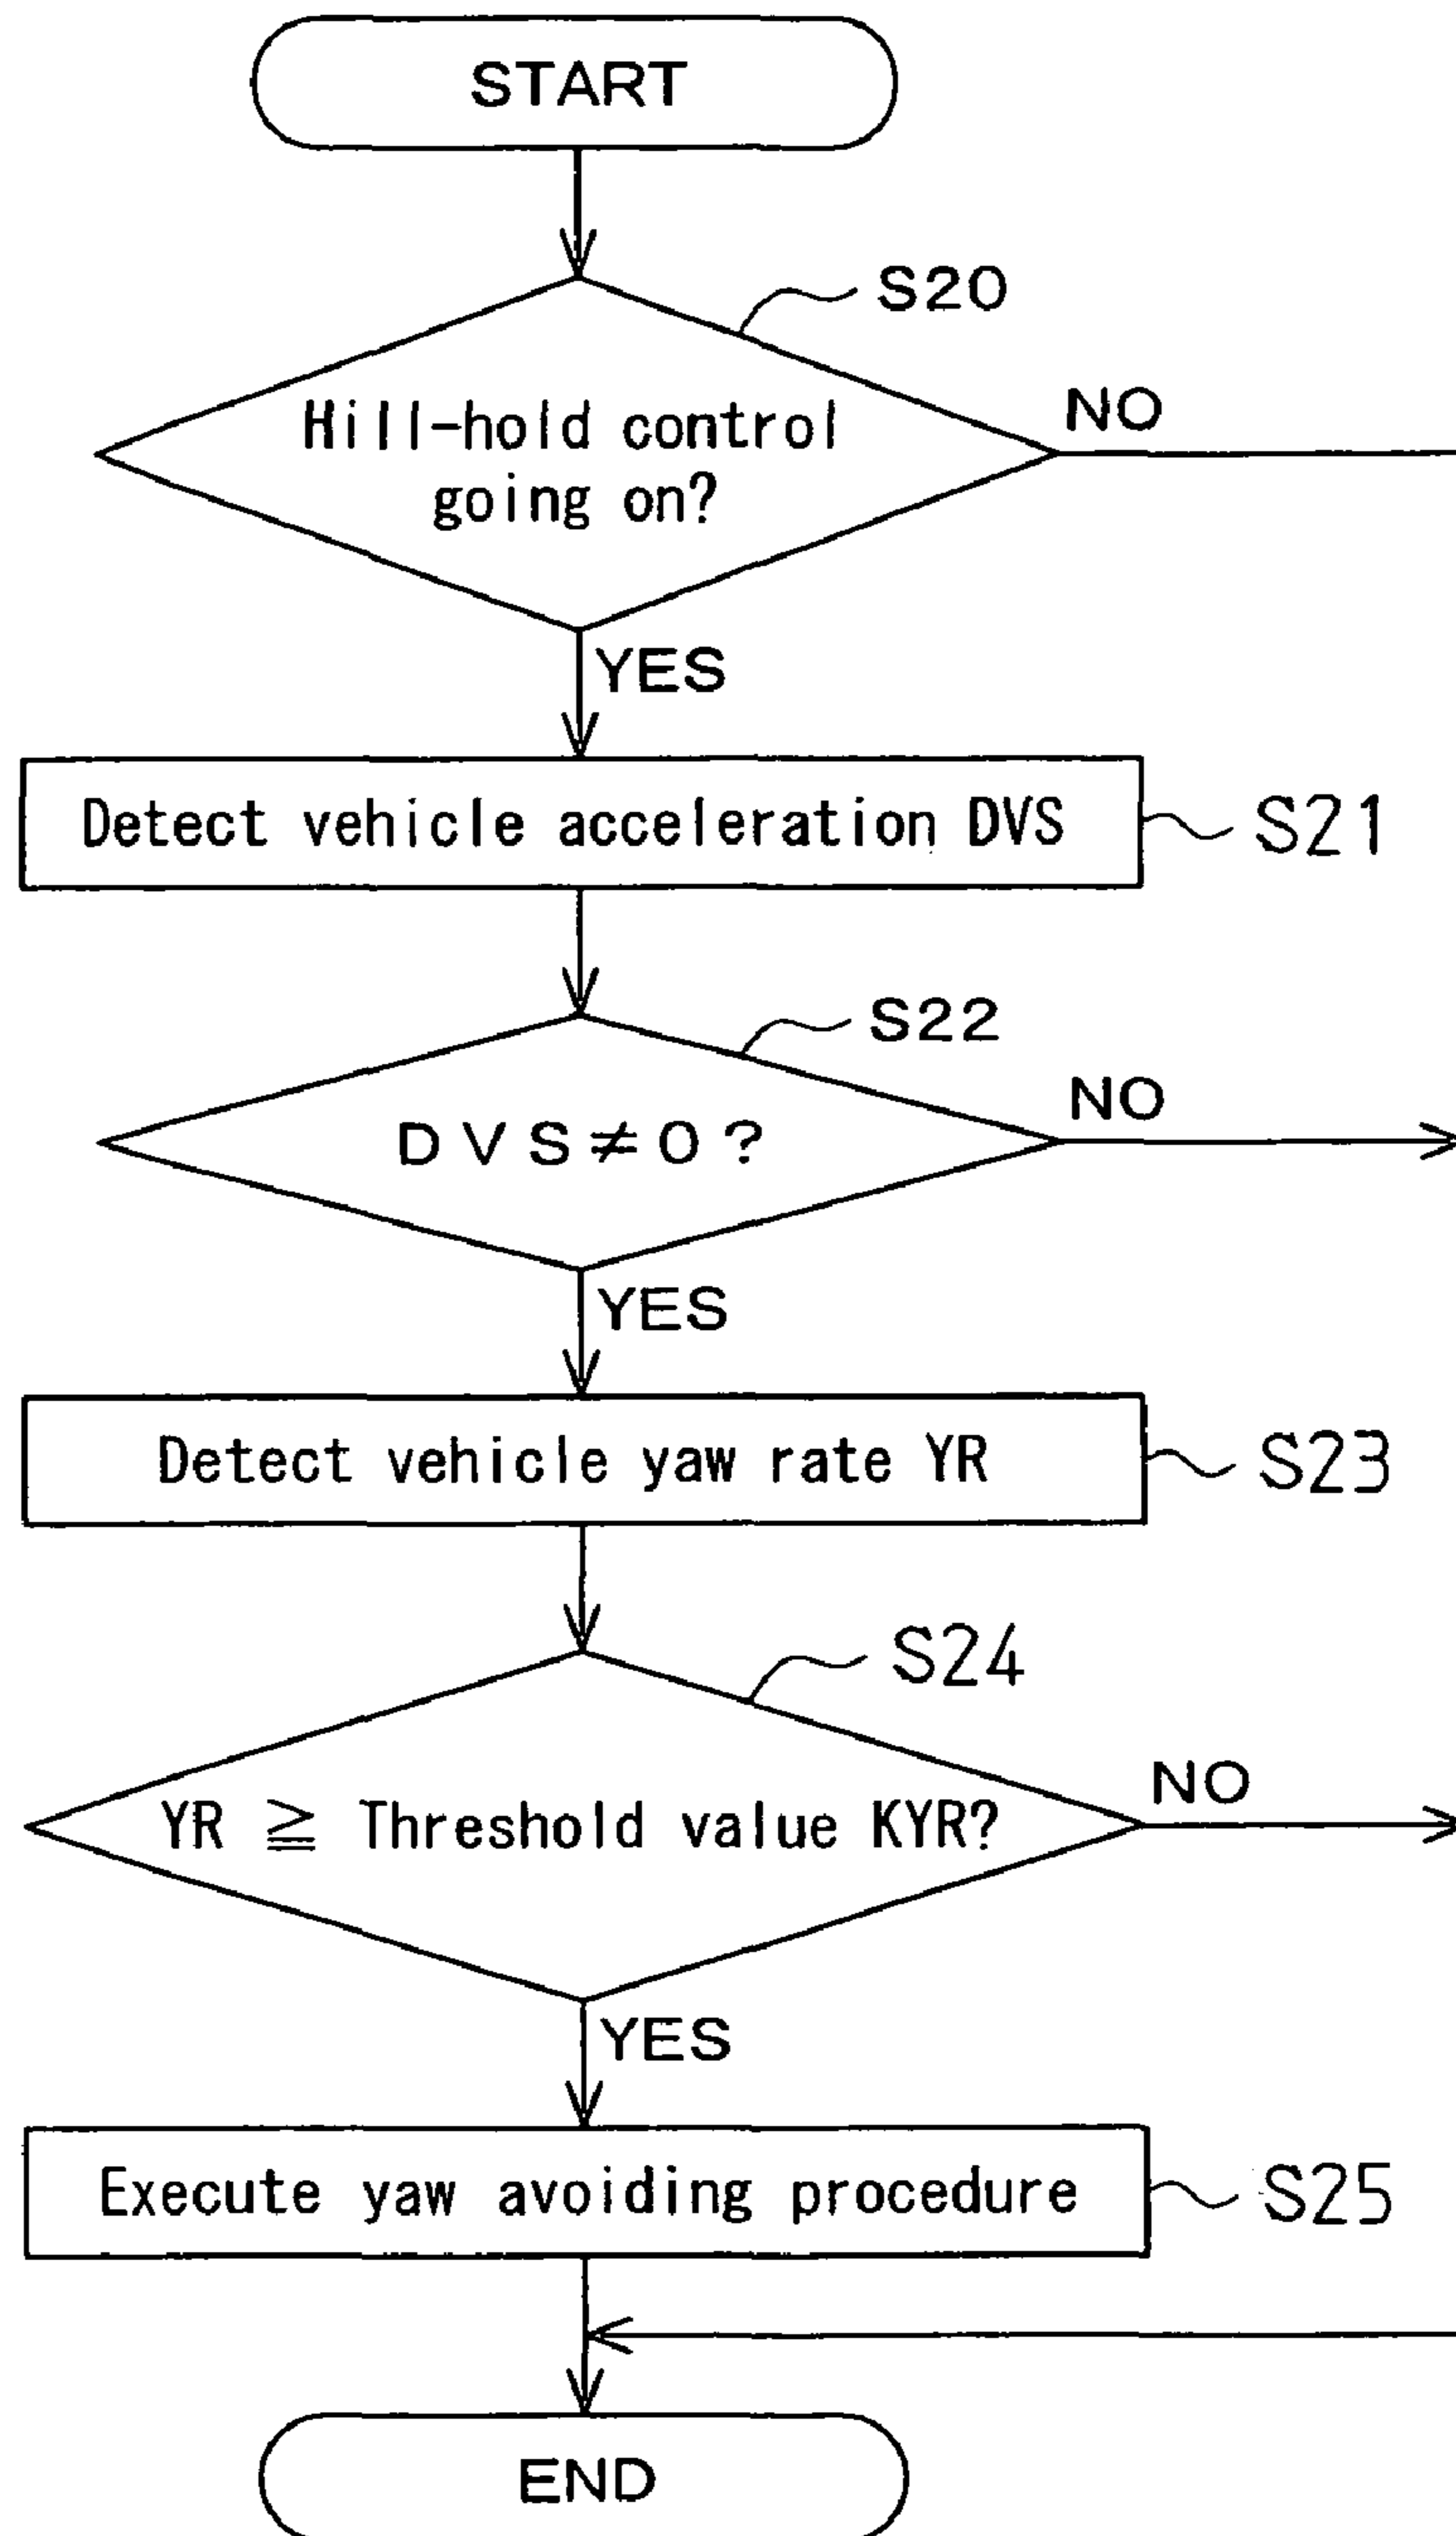 START
S20
Hill-hold control
going on?
NO
YES
Detect vehicle acceleration DVS
S21
S22
DVS≠0?
NO
YES
Detect vehicle yaw rate YR
S23
S24
YR ≧ Threshold value KYR?
NO
YES
Execute yaw avoiding procedure
S25
END